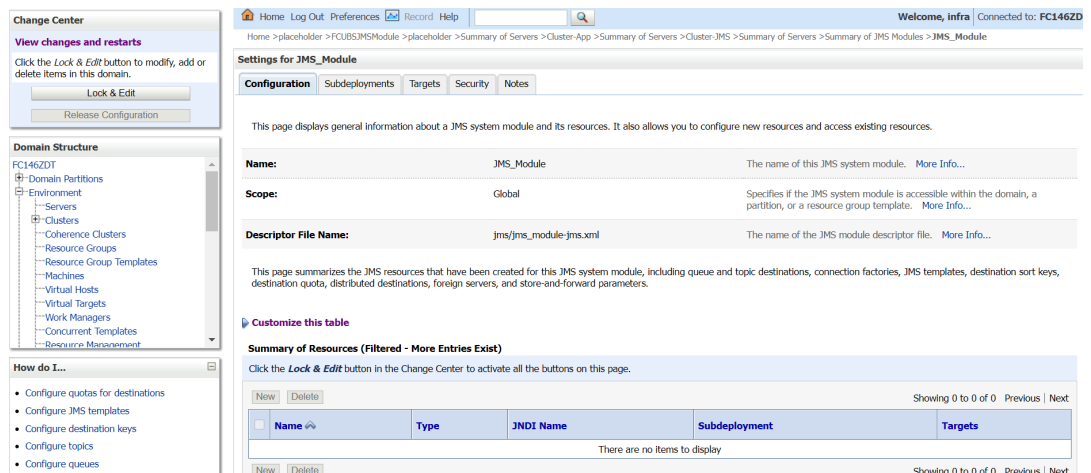 Change Center
View changes and restarts
Click the Lock & Edit button to modify, add or
delete items in this domain.
Lock & Edit
Release Configuration
Domain Structure
FC146ZDT
Domain Partitions
Environment
Servers
Clusters
Coherence Clusters
Resource Groups
Resource Group Templates
Machines
Virtual Hosts
Virtual Targets
Work Managers
Concurrent Templates
Resource Management
How do I...
Configure quotas for destinations
Configure JMS templates
Configure destination keys
Configure topics
Configure queues
Home Log Out Preferences Record Help
Welcome, infra Connected to: FC146ZD
Home >placeholder >FCUBSJMSModule >placeholder >Summary of Servers >Cluster-App >Summary of Servers >Cluster-JMS >Summary of Servers >Summary of JMS Modules >JMS_Module
Settings for JMS_Module
Configuration Subdeployments Targets Security Notes
This page displays general information about a JMS system module and its resources. It also allows you to configure new resources and access existing resources.
Name: JMS_Module The name of this JMS system module. More Info...
Scope: Global Specifies if the JMS system module is accessible within the domain, a
partition, or a resource group template. More Info...
Descriptor File Name: jms/jms_module-jms.xml The name of the JMS module descriptor file. More Info...
This page summarizes the JMS resources that have been created for this JMS system module, including queue and topic destinations, connection factories, JMS templates, destination sort keys,
destination quota, distributed destinations, foreign servers, and store-and-forward parameters.
Customize this table
Summary of Resources (Filtered - More Entries Exist)
Click the Lock & Edit button in the Change Center to activate all the buttons on this page.
New Delete Showing 0 to 0 of 0 Previous | Next
Name Type JNDI Name Subdeployment Targets
There are no items to display
New Delete Showing 0 to 0 of 0 Previous | Next